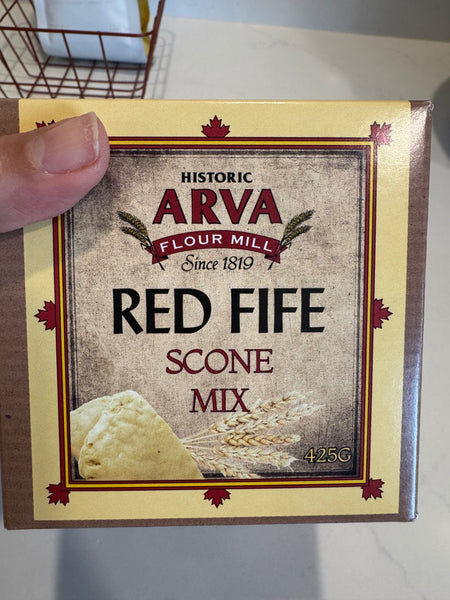 HISTORIC
ARVA
FLOUR MILL
Since 1819
RED FIFE
SCONE
MIX
425G